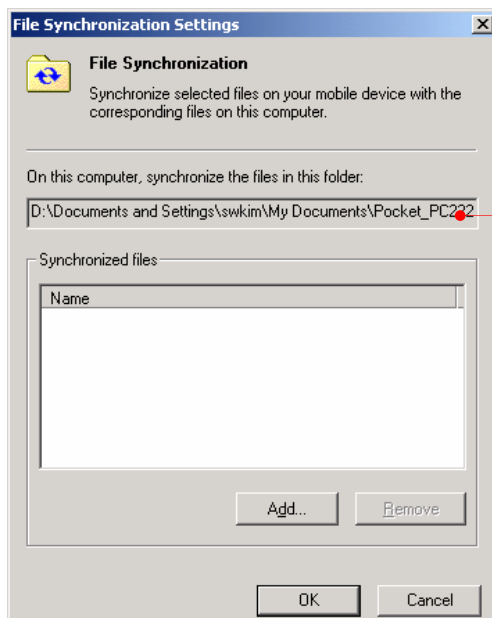 File Synchronization Settings
File Synchronization
Synchronize selected files on your mobile device with the
corresponding files on this computer.
On this computer, synchronize the files in this folder:
D:\Documents and Settings\swkim\My Documents\Pocket_PC232
Synchronized files
Name
Add...
Remove
OK
Cancel